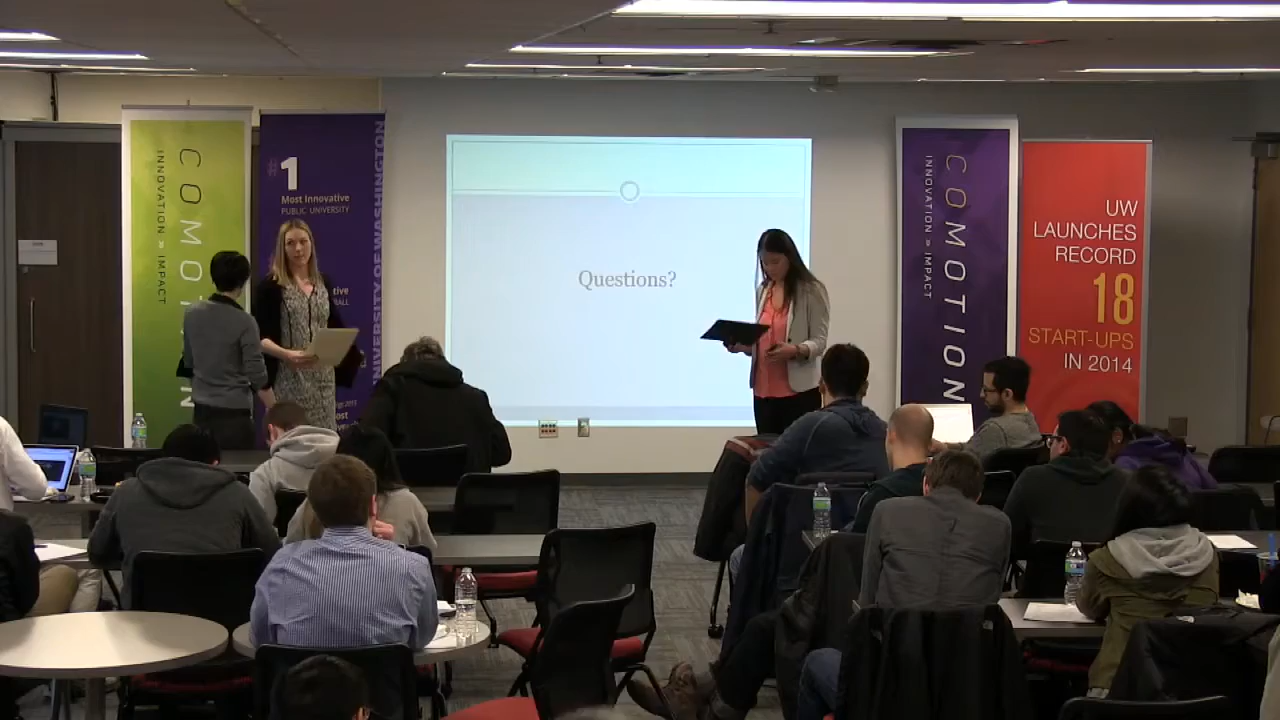 COMOTION
INNOVATION » IMPACT
#1
Most Innovative
PUBLIC UNIVERSITY
UNIVERSITY OF WASHINGTON
Questions?
COMOTION
INNOVATION » IMPACT
UW
LAUNCHES
RECORD
18
START-UPS
IN 2014